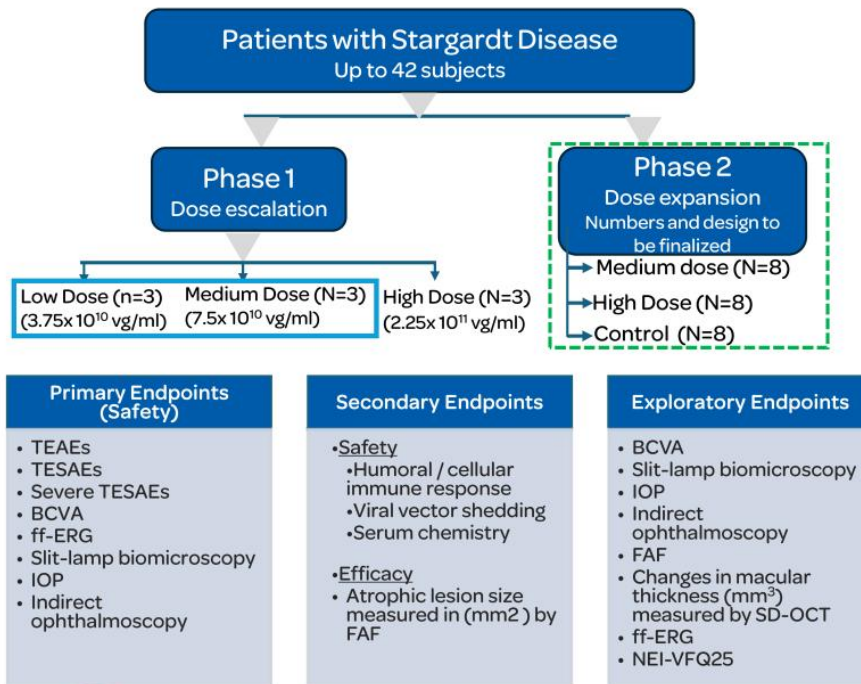 Patients with Stargardt Disease
Up to 42 subjects
Phase 1
Dose escalation
Phase 2
Dose expansion
Numbers and design to
be finalized
Low Dose (n=3)
(3.75x 10¹⁰ vg/ml)
Medium Dose (N=3)
(7.5x 10¹⁰ vg/ml)
High Dose (N=3)
(2.25x 10¹¹ vg/ml)
Medium dose (N=8)
High Dose (N=8)
Control (N=8)
Primary Endpoints
(Safety)
• TEAEs
• TESAEs
• Severe TESAEs
• BCVA
• ff-ERG
• Slit-lamp biomicroscopy
• IOP
• Indirect
ophthalmoscopy
Secondary Endpoints
•Safety
•Humoral / cellular
immune response
•Viral vector shedding
•Serum chemistry
•Efficacy
• Atrophic lesion size
measured in (mm2 ) by
FAF
Exploratory Endpoints
• BCVA
• Slit-lamp biomicroscopy
• IOP
• Indirect
ophthalmoscopy
• FAF
• Changes in macular
thickness (mm³)
measured by SD-OCT
• ff-ERG
• NEI-VFQ25